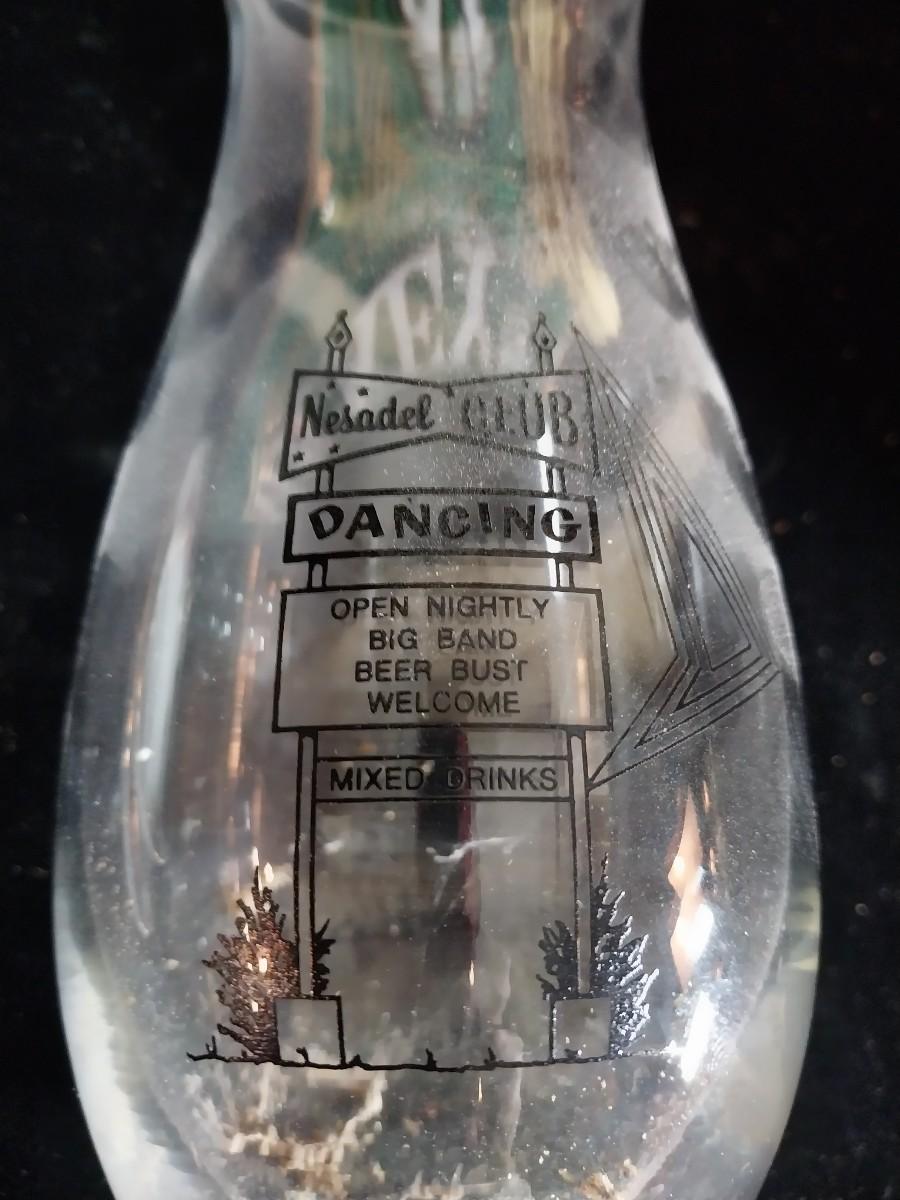 Nesadel CLUB
DANCING
OPEN NIGHTLY
BIG BAND
BEER BUST
WELCOME
MIXED DRINKS